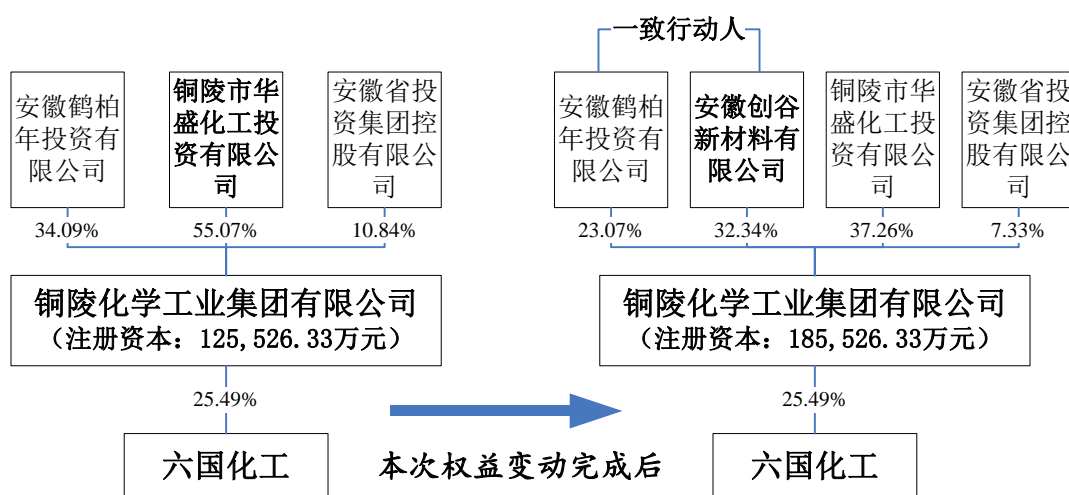 一致行动人
安徽鹤柏
年投资有
限公司
铜陵市华
盛化工投
资有限公
司
安徽省投
资集团控
股有限公
司
34.09%
55.07%
10.84%
铜陵化学工业集团有限公司
（注册资本：125,526.33万元）
25.49%
六国化工
本次权益变动完成后
安徽鹤柏
年投资有
限公司
安徽创谷
新材料有
限公司
铜陵市华
盛化工投
资有限公
司
安徽省投
资集团控
股有限公
司
23.07%
32.34%
37.26%
7.33%
铜陵化学工业集团有限公司
（注册资本：185,526.33万元）
25.49%
六国化工